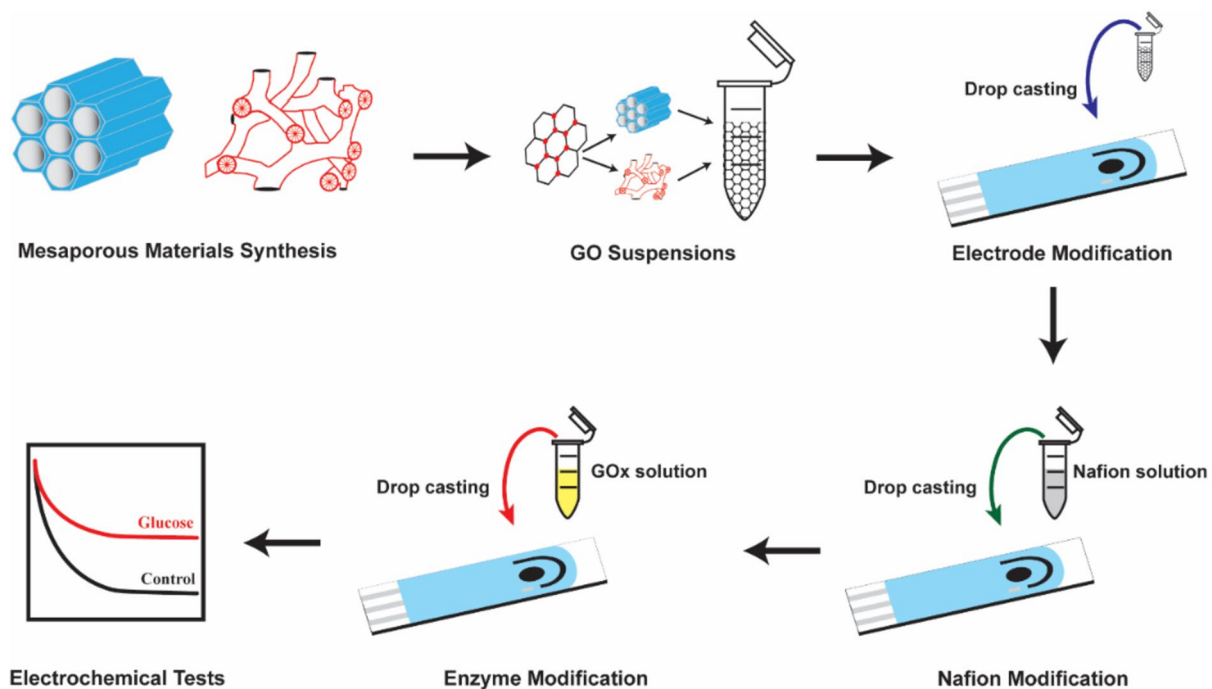 Drop casting
Mesaporous Materials Synthesis
GO Suspensions
Electrode Modification
Nafion solution
Drop casting
Nafion Modification
GOx solution
Drop casting
Enzyme Modification
Glucose
Control
Electrochemical Tests